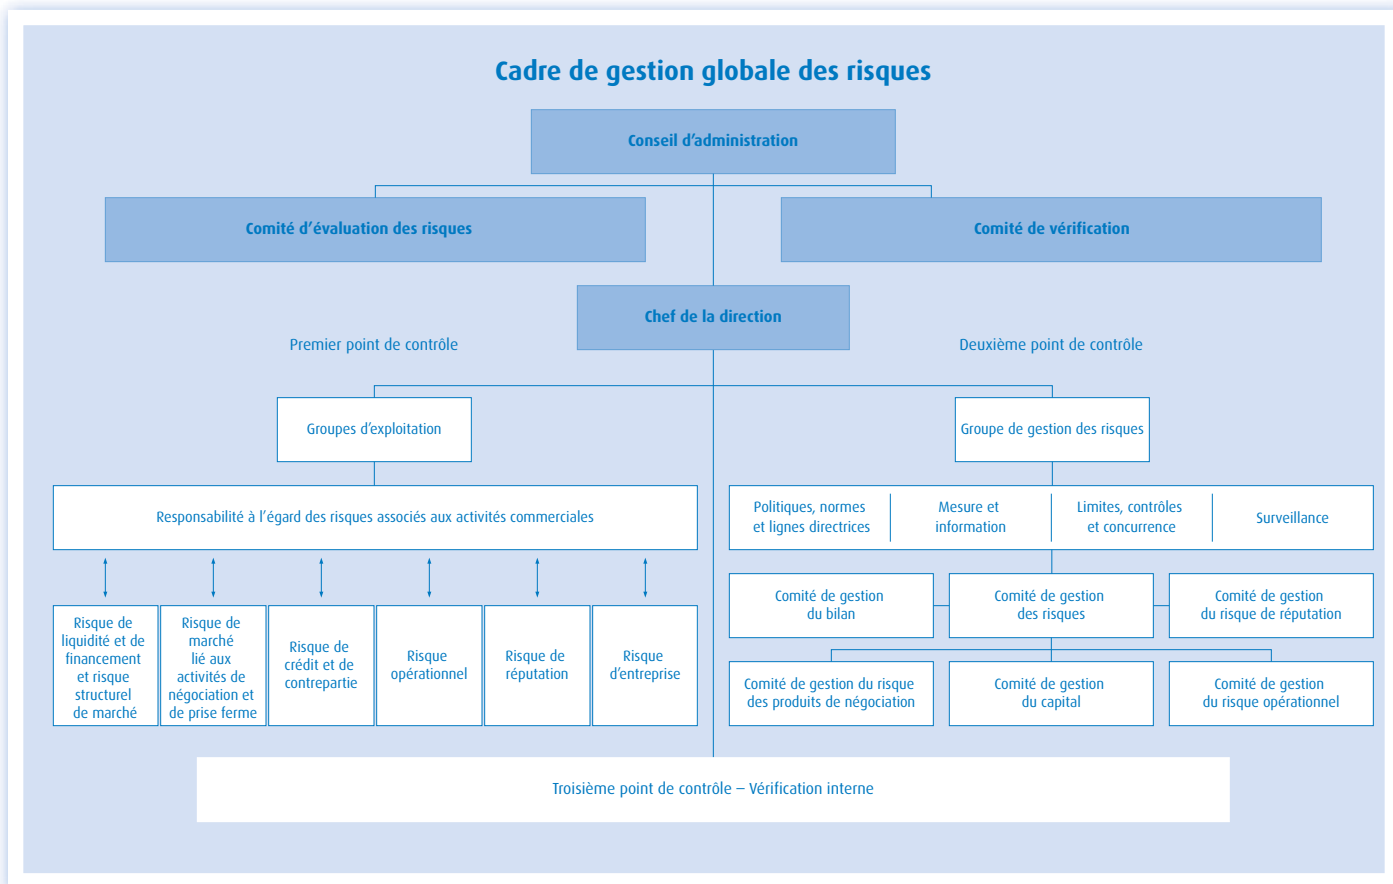 Cadre de gestion globale des risques
Conseil d’administration
Comité d’évaluation des risques
Comité de vérification
Chef de la direction
Premier point de contrôle
Deuxième point de contrôle
Groupes d’exploitation
Groupe de gestion des risques
Responsabilité à l’égard des risques associés aux activités commerciales
Politiques, normes
et lignes directrices
Mesure et
information
Limites, contrôles
et concurrence
Surveillance
Risque de
liquidité et de
financement
et risque
structurel
de marché
Risque de
marché
lié aux
activités de
négociation et
de prise ferme
Risque de
crédit et de
contrepartie
Risque
opérationnel
Risque de
réputation
Risque
d’entreprise
Comité de gestion
du bilan
Comité de gestion
des risques
Comité de gestion
du risque de réputation
Comité de gestion du risque
des produits de négociation
Comité de gestion
du capital
Comité de gestion
du risque opérationnel
Troisième point de contrôle – Vérification interne